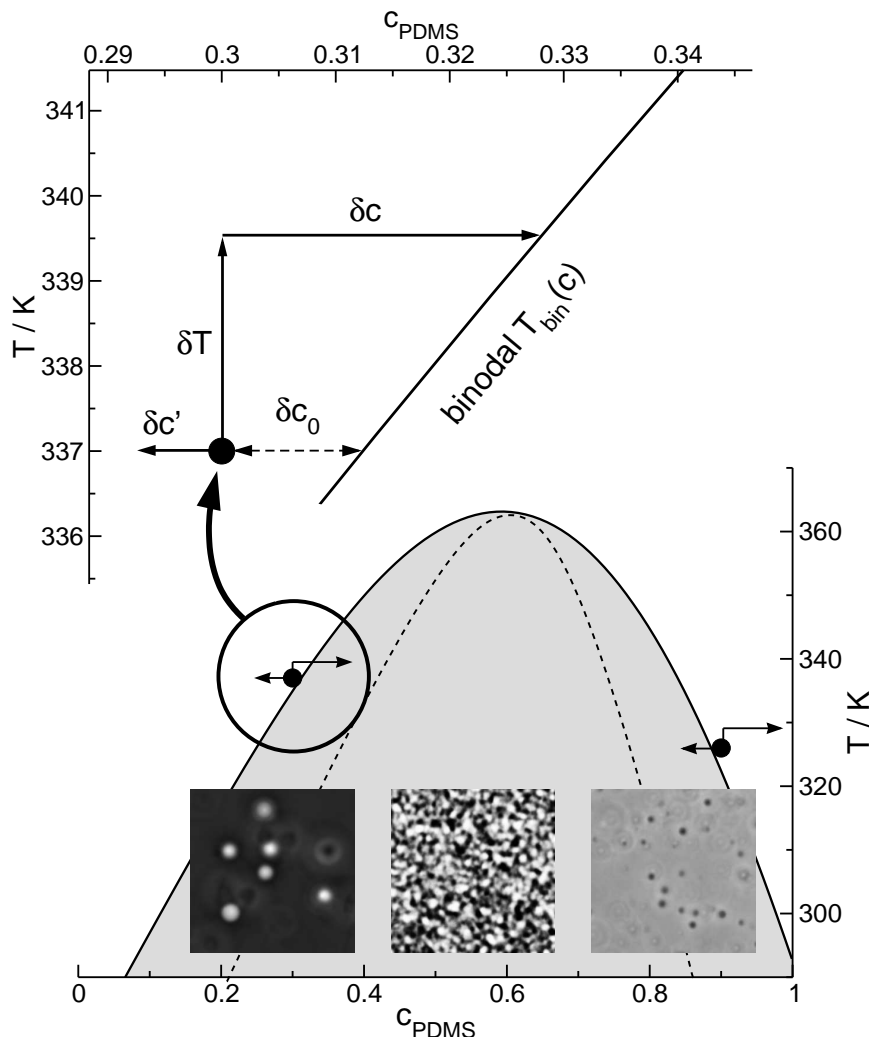 c_PDMS
0.29 0.3 0.31 0.32 0.33 0.34
341
340
339
338
337
336
T / K
δc
δT
δc'
δc₀
binodal T_bin(c)
360
340
320
300
T / K
0 0.2 0.4 0.6 0.8 1
c_PDMS